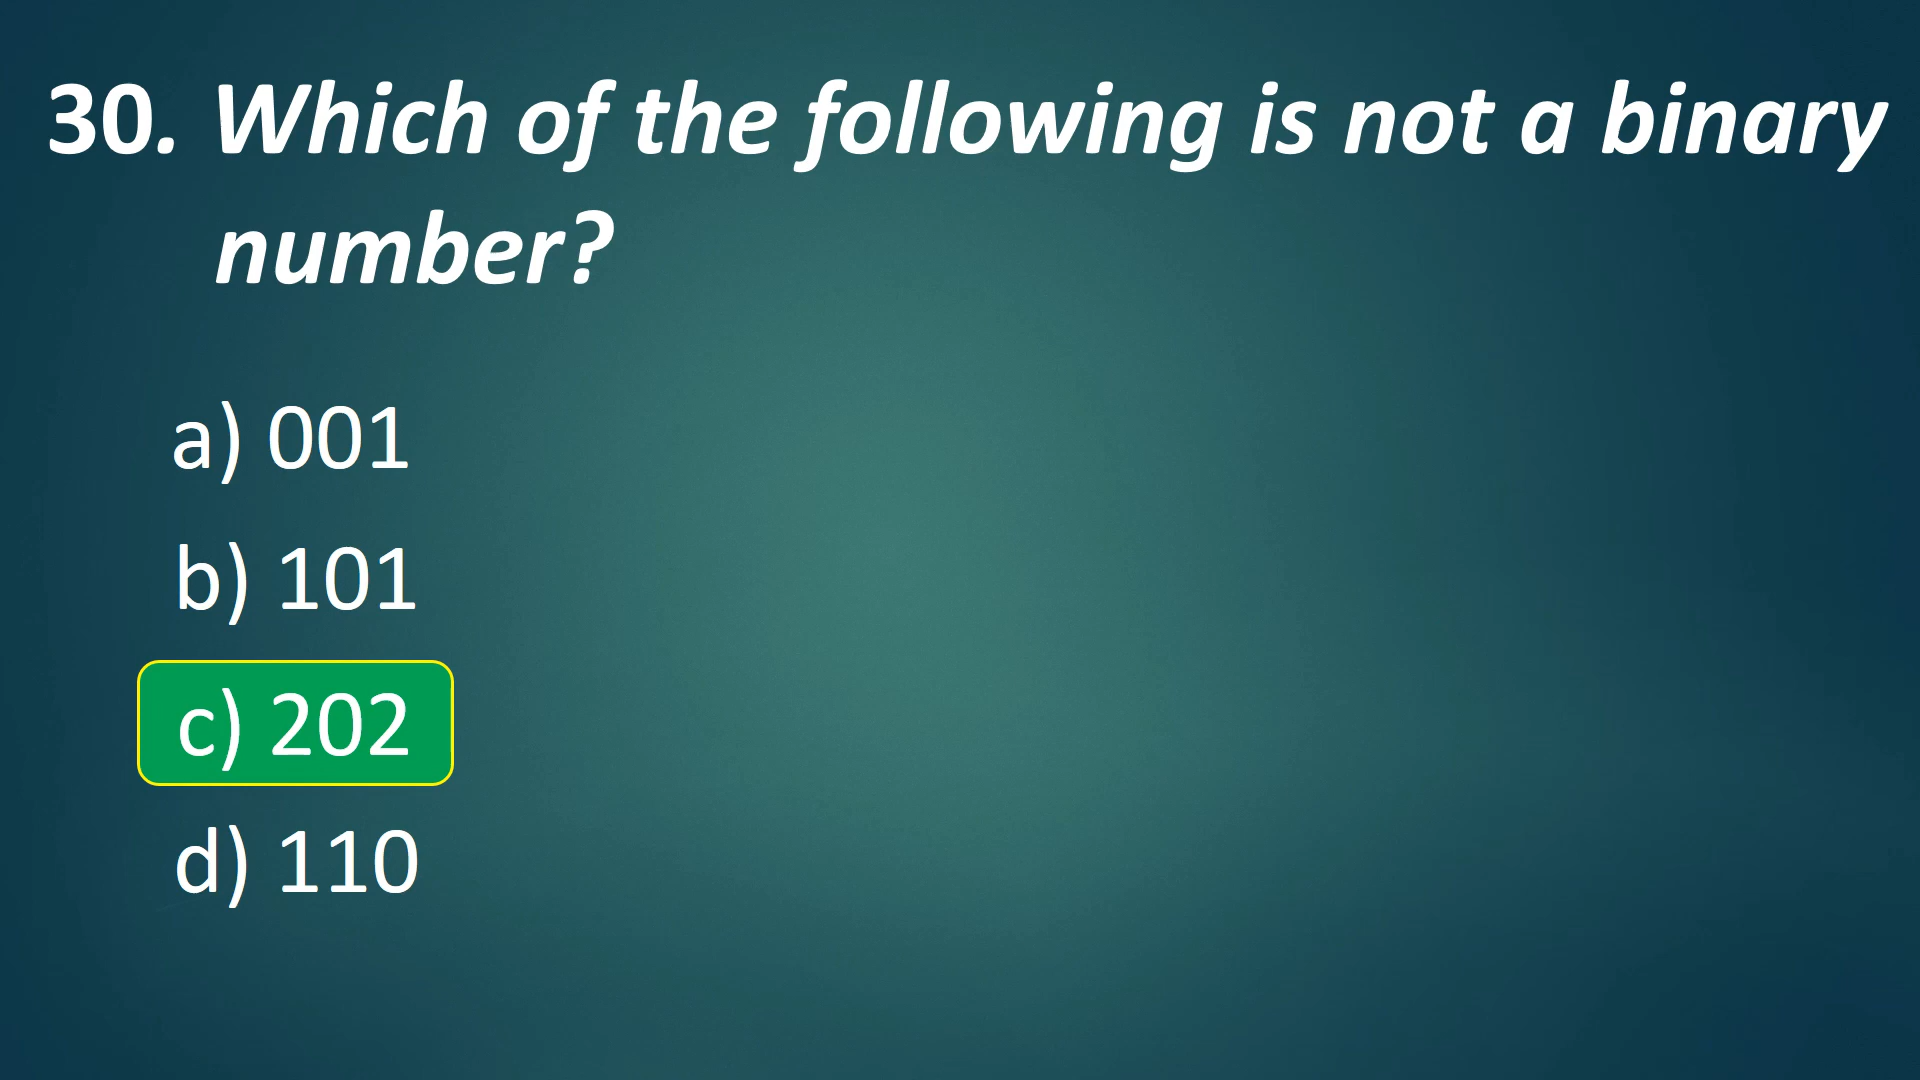 30. Which of the following is not a binary
number?
a) 001
b) 101
c) 202
d) 110